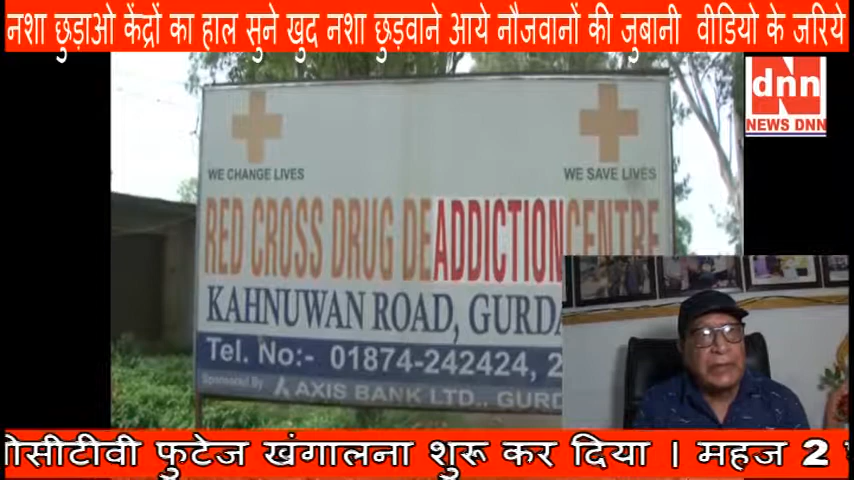 नशा छुड़ाओ केंद्रों का हाल सुने खुद नशा छुड़वाने आये नौजवानों की जुबानी वीडियो के जरिये
dnn
NEWS DNN
WE CHANGE LIVES
WE SAVE LIVES
RED CROSS DRUG DEADDICTION CENTRE
KAHNUWAN ROAD, GURDA
Tel. No:- 01874-242424, 2
Sponsored By AXIS BANK LTD., GURD
फुटेज खंगालना शुरू कर दिया । महज 2